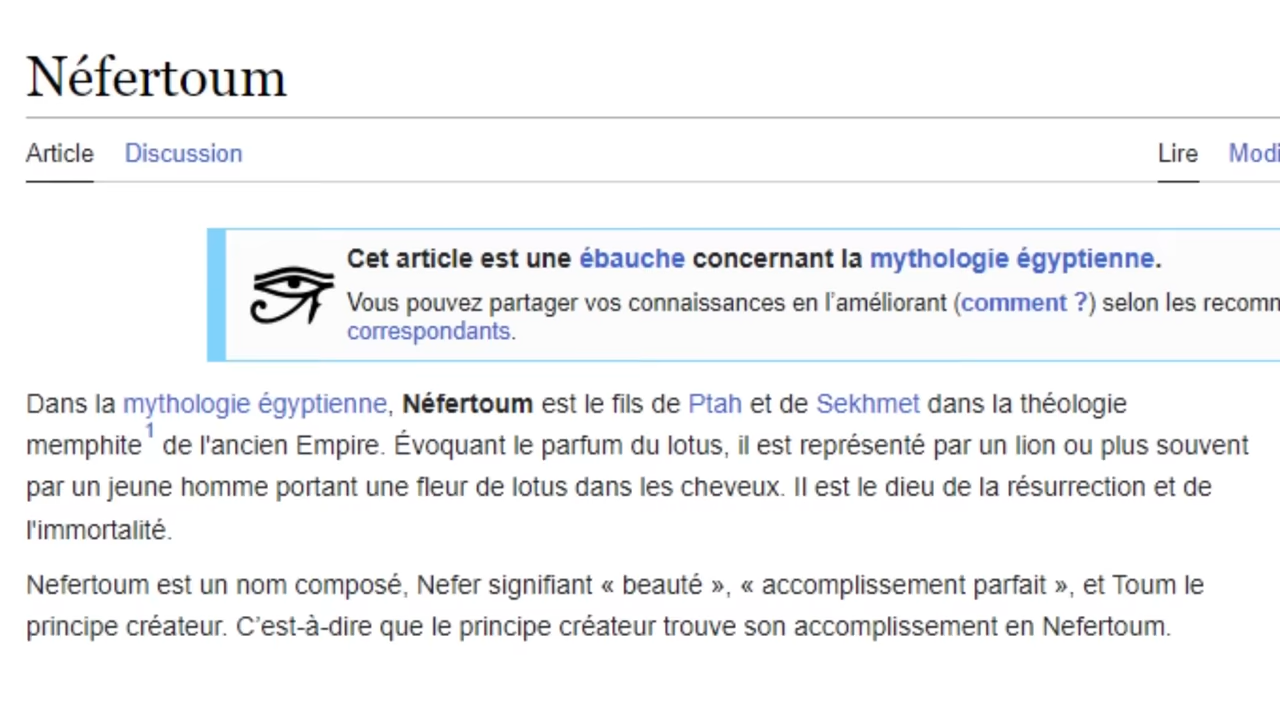 Néfertoum
Article Discussion Lire
Cet article est une ébauche concernant la mythologie égyptienne.
Vous pouvez partager vos connaissances en l’améliorant (comment ?) selon les
correspondants.
Dans la mythologie égyptienne, Néfertoum est le fils de Ptah et de Sekhmet dans la théologie
memphite1 de l'ancien Empire. Évoquant le parfum du lotus, il est représenté par un lion ou plus souvent
par un jeune homme portant une fleur de lotus dans les cheveux. Il est le dieu de la résurrection et de
l'immortalité.
Nefertoum est un nom composé, Nefer signifiant « beauté », « accomplissement parfait », et Toum le
principe créateur. C’est-à-dire que le principe créateur trouve son accomplissement en Nefertoum.